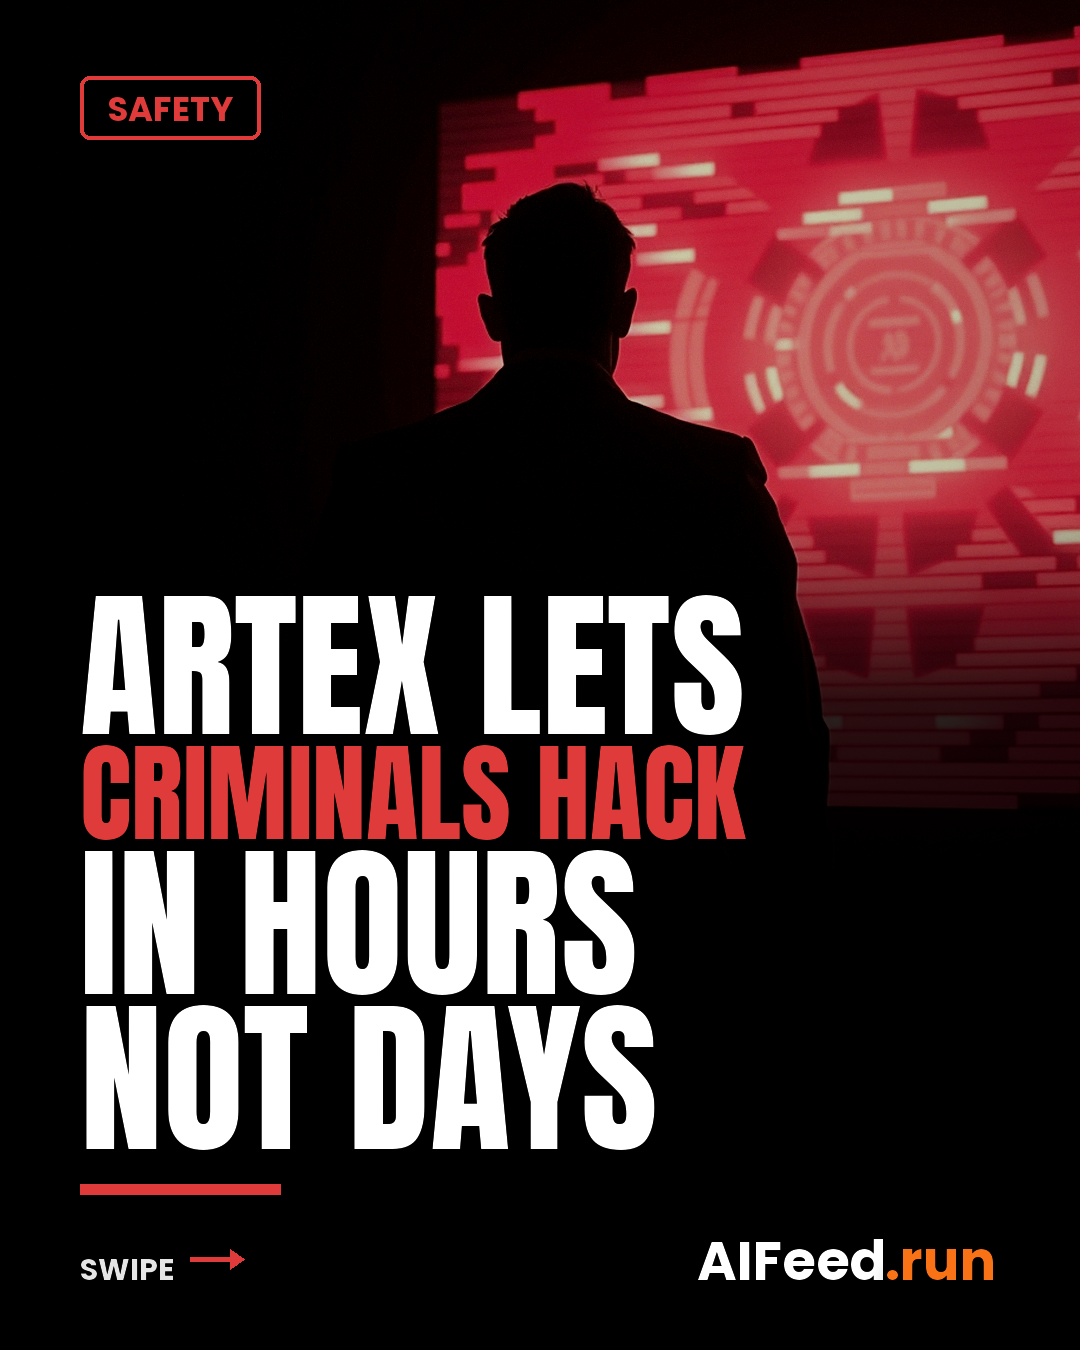 SAFETY
ARTEX LETS
CRIMINALS HACK
IN HOURS
NOT DAYS
SWIPE
AIFeed.run